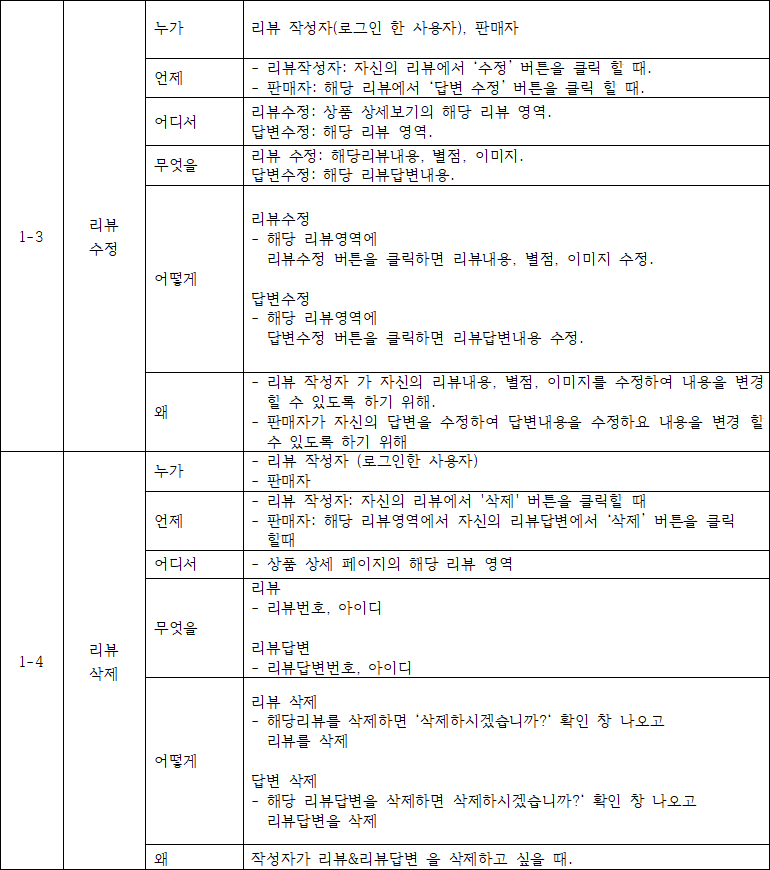 누가
리뷰 작성자(로그인 한 사용자), 판매자
언제
- 리뷰작성자: 자신의 리뷰에서 ‘수정’ 버튼을 클릭 힐 때.
- 판매자: 해당 리뷰에서 ‘답변 수정’ 버튼을 클릭 힐 때.
어디서
리뷰수정: 상품 상세보기의 해당 리뷰 영역.
답변수정: 해당 리뷰 영역.
무엇을
리뷰 수정: 해당리뷰내용, 별점, 이미지.
답변수정: 해당 리뷰답변내용.
1-3
리뷰
수정
어떻게
리뷰수정
- 해당 리뷰영역에
리뷰수정 버튼을 클릭하면 리뷰내용, 별점, 이미지 수정.
답변수정
- 해당 리뷰영역에
답변수정 버튼을 클릭하면 리뷰답변내용 수정.
왜
- 리뷰 작성자 가 자신의 리뷰내용, 별점, 이미지를 수정하여 내용을 변경
힐 수 있도록 하기 위해.
- 판매자가 자신의 답변을 수정하여 답변내용을 수정하요 내용을 변경 힐
수 있도록 하기 위해
누가
- 리뷰 작성자 (로그인한 사용자)
- 판매자
언제
- 리뷰 작성자: 자신의 리뷰에서 '삭제' 버튼을 클릭힐 때
- 판매자: 해당 리뷰영역에서 자신의 리뷰답변에서 ‘삭제’ 버튼을 클릭
힐때
어디서
- 상품 상세 페이지의 해당 리뷰 영역
무엇을
리뷰
- 리뷰번호, 아이디
리뷰답변
- 리뷰답변번호, 아이디
1-4
리뷰
삭제
어떻게
리뷰 삭제
- 해당리뷰를 삭제하면 ‘삭제하시겠습니까?‘ 확인 창 나오고
리뷰를 삭제
답변 삭제
- 해당 리뷰답변을 삭제하면 삭제하시겠습니까?‘ 확인 창 나오고
리뷰답변을 삭제
왜
작성자가 리뷰&리뷰답변 을 삭제하고 싶을 때.